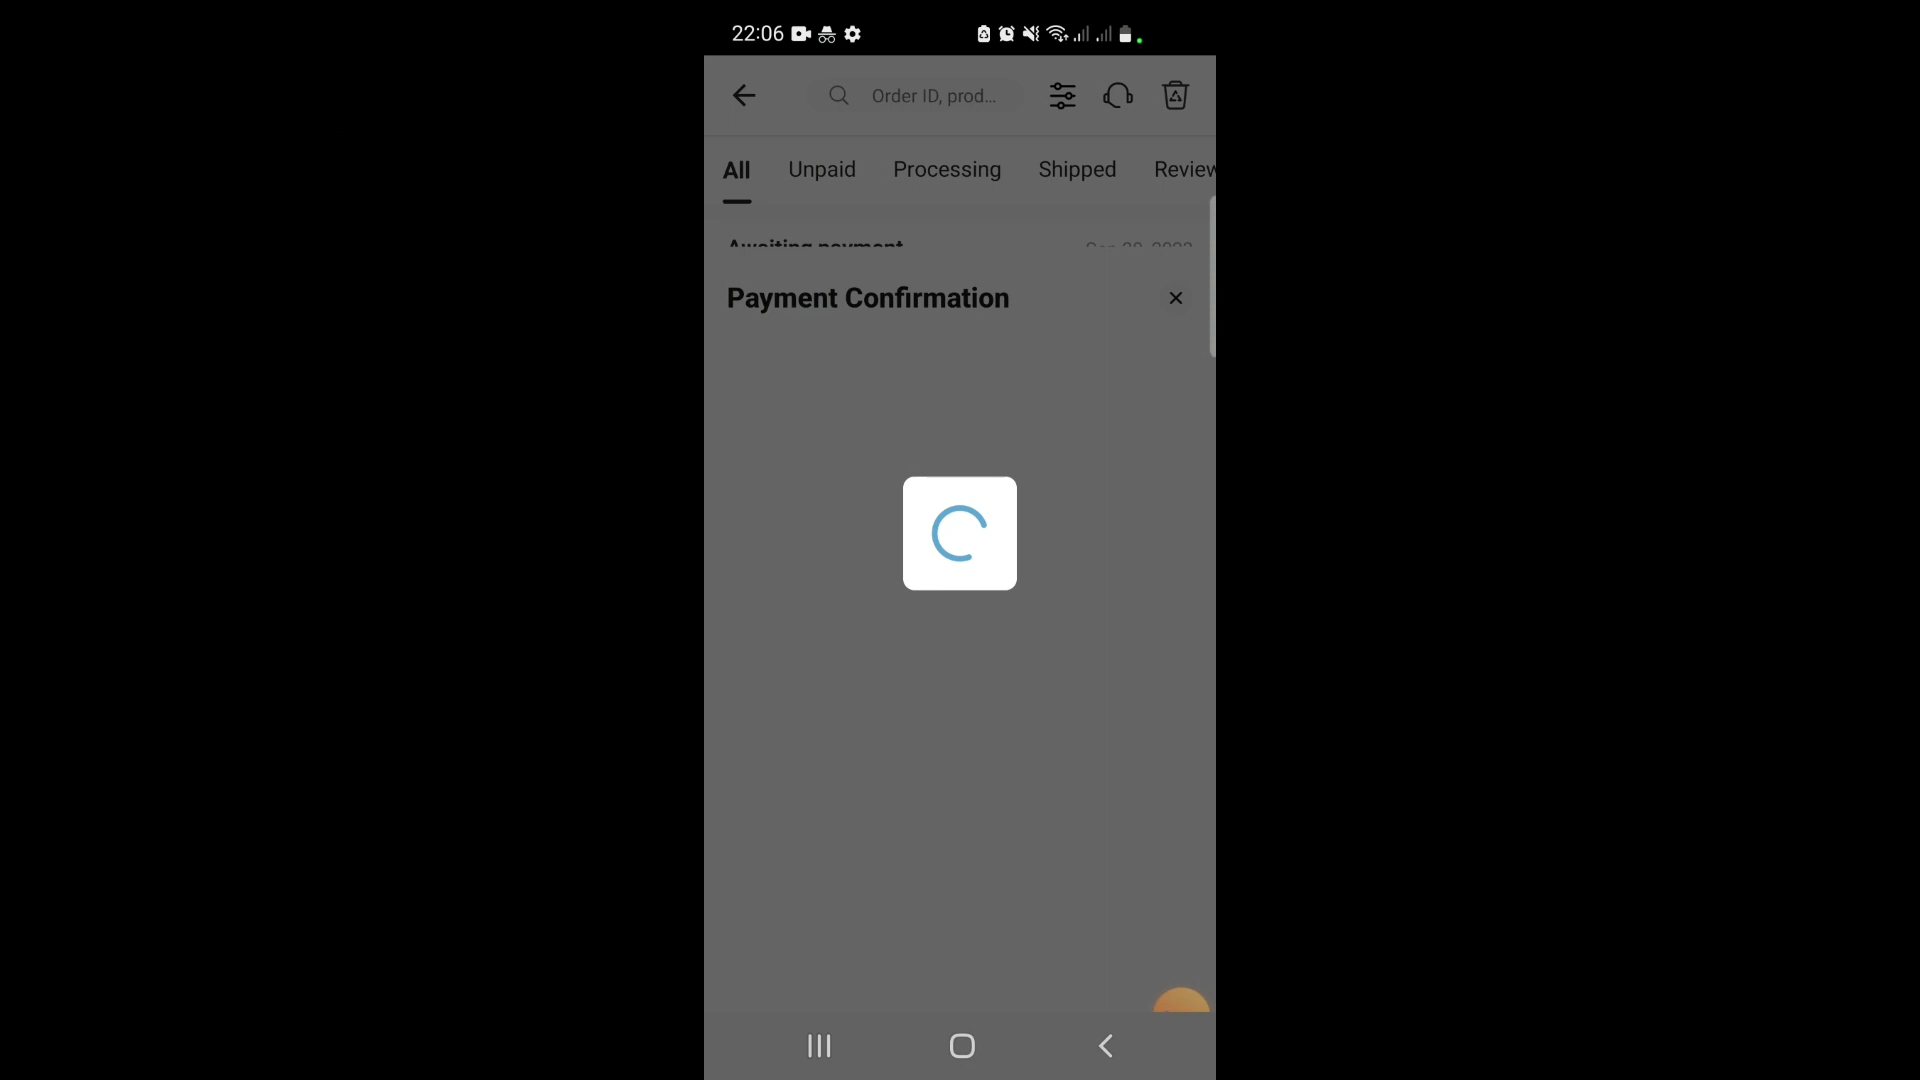 22:06
Order ID, prod...
All Unpaid Processing Shipped Review
Awaiting payment
Payment Confirmation